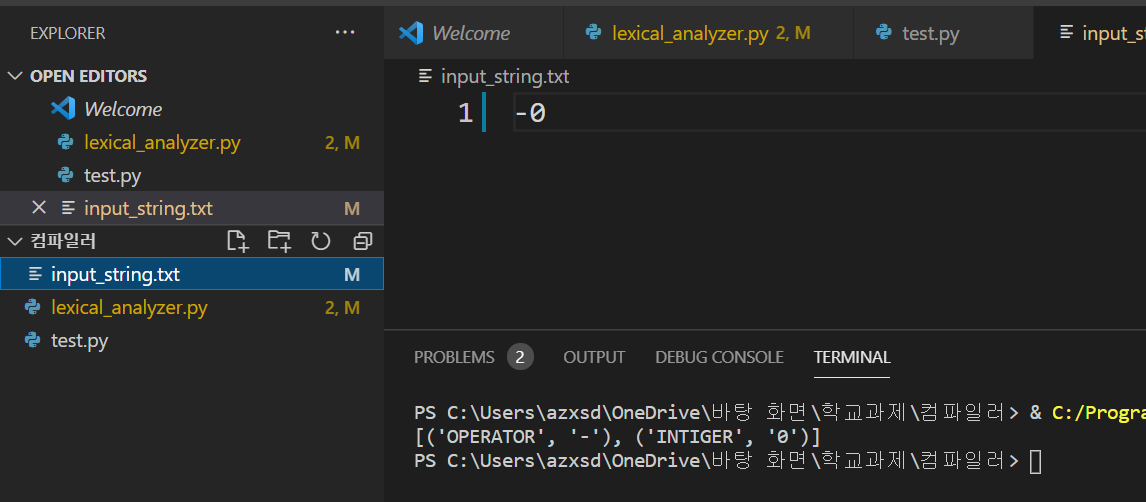 EXPLORER ...
OPEN EDITORS
Welcome
lexical_analyzer.py 2, M
test.py
input_string.txt M
컴파일러
input_string.txt M
lexical_analyzer.py 2, M
test.py
Welcome lexical_analyzer.py 2, M test.py input_s
input_string.txt
1 -0
PROBLEMS 2 OUTPUT DEBUG CONSOLE TERMINAL
PS C:\Users\azxsd\OneDrive\바탕 화면\학교과제\컴파일러> & C:/Progra
[('OPERATOR', '-'), ('INTIGER', '0')]
PS C:\Users\azxsd\OneDrive\바탕 화면\학교과제\컴파일러>